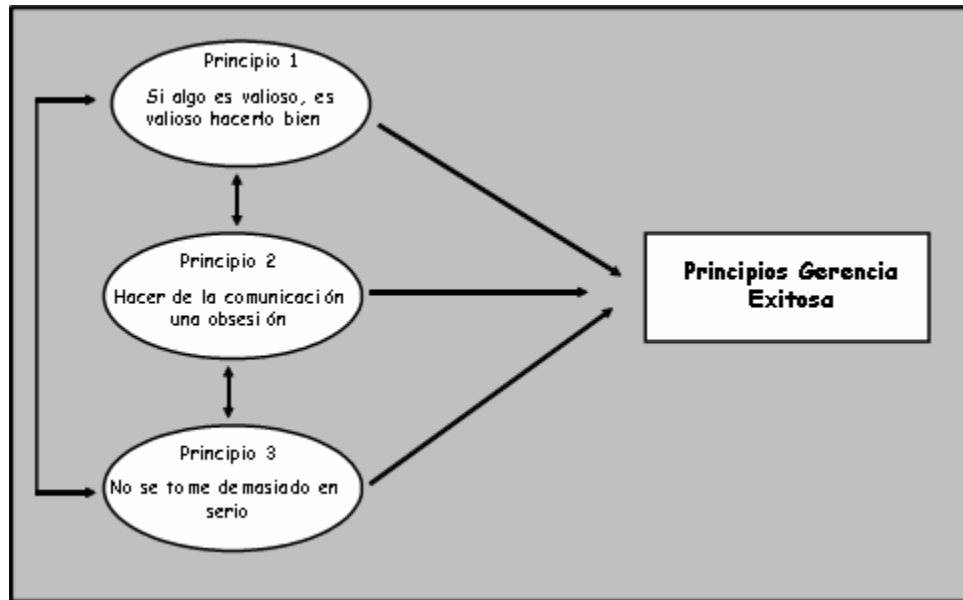 Principio 1
Si algo es valioso, es
valioso hacerlo bien
Principio 2
Hacer de la comunicación
una obsesión
Principio 3
No se tome demasiado en
serio
Principios Gerencia
Exitosa